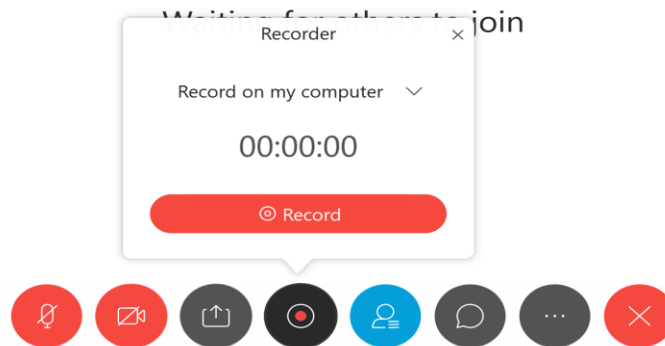 Waiting for others to join
Recorder
Record on my computer
00:00:00
Record